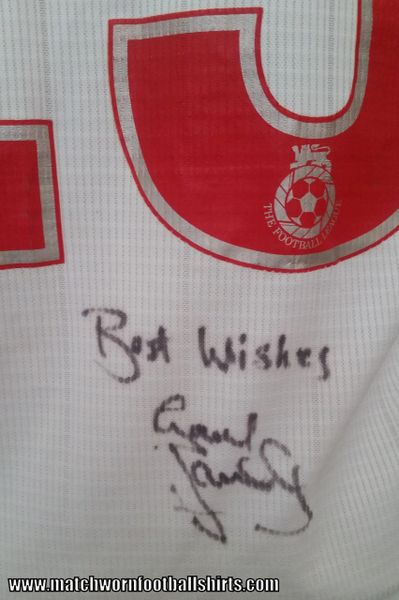 THE FOOTBALL LEAGUE
Best Wishes
www.matchwornfootballshirts.com